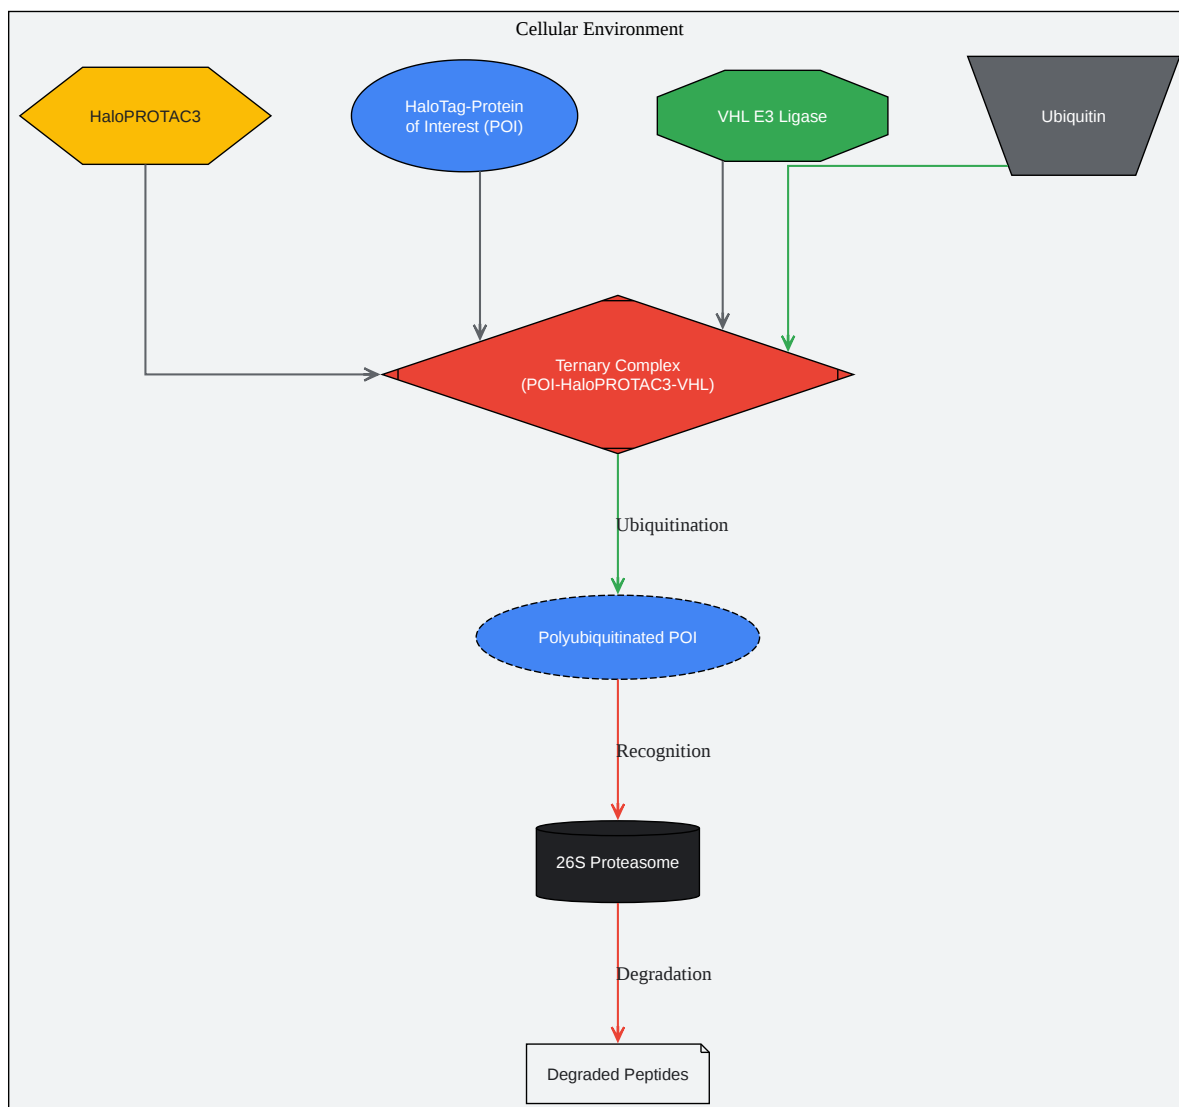 Cellular Environment
HaloPROTAC3
HaloTag-Protein
of Interest (POI)
VHL E3 Ligase
Ubiquitin
Ternary Complex
(POI-HaloPROTAC3-VHL)
Ubiquitination
Polyubiquitinated POI
Recognition
26S Proteasome
Degradation
Degraded Peptides